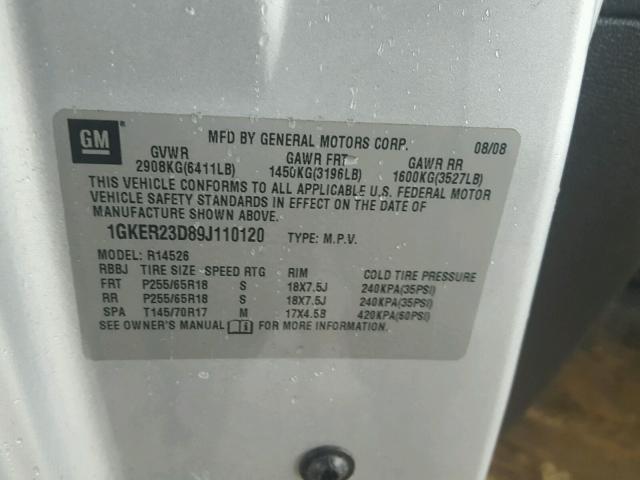 GM
MFD BY GENERAL MOTORS CORP. 08/08
GVWR GAWR FRT GAWR RR
2908KG(6411LB) 1450KG(3196LB) 1600KG(3527LB)
THIS VEHICLE CONFORMS TO ALL APPLICABLE U.S. FEDERAL MOTOR
VEHICLE SAFETY STANDARDS IN EFFECT ON THE DATE OF
MANUFACTURE SHOWN ABOVE.
1GKER23D89J110120 TYPE: M.P.V.
MODEL: R14526
RBBJ TIRE SIZE SPEED RTG RIM COLD TIRE PRESSURE
FRT P255/65R18 S 18X7.5J 240KPA(35PSI)
RR P255/65R18 S 18X7.5J 240KPA(35PSI)
SPA T145/70R17 M 17X4.5B 420KPA(60PSI)
SEE OWNER'S MANUAL FOR MORE INFORMATION.